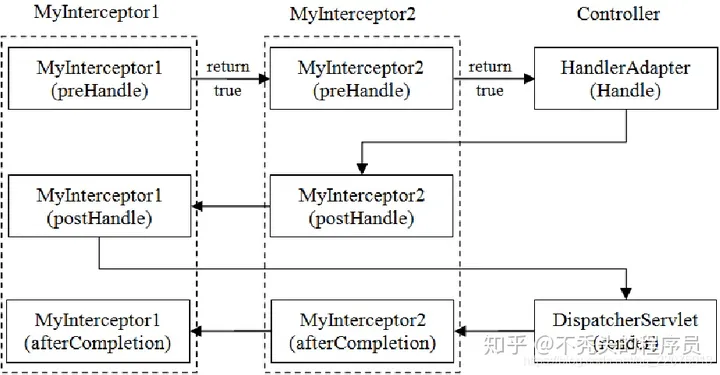 MyInterceptor1
MyInterceptor2
Controller
MyInterceptor1
(preHandle)
return
true
MyInterceptor2
(preHandle)
return
true
HandlerAdapter
(Handle)
MyInterceptor1
(postHandle)
MyInterceptor2
(postHandle)
MyInterceptor1
(afterCompletion)
MyInterceptor2
(afterCompletion)
DispatcherServlet
(render)
知乎 @不秃头的程序员